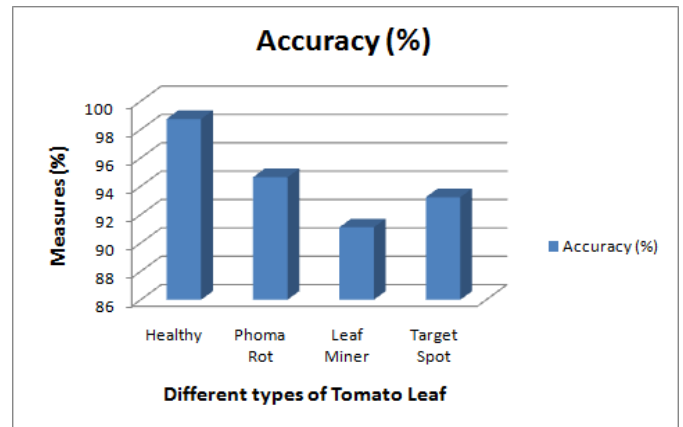 Accuracy (%)
Measures (%)
100
98
96
94
92
90
88
86
Healthy
Phoma
Rot
Leaf
Miner
Target
Spot
Different types of Tomato Leaf
Accuracy (%)